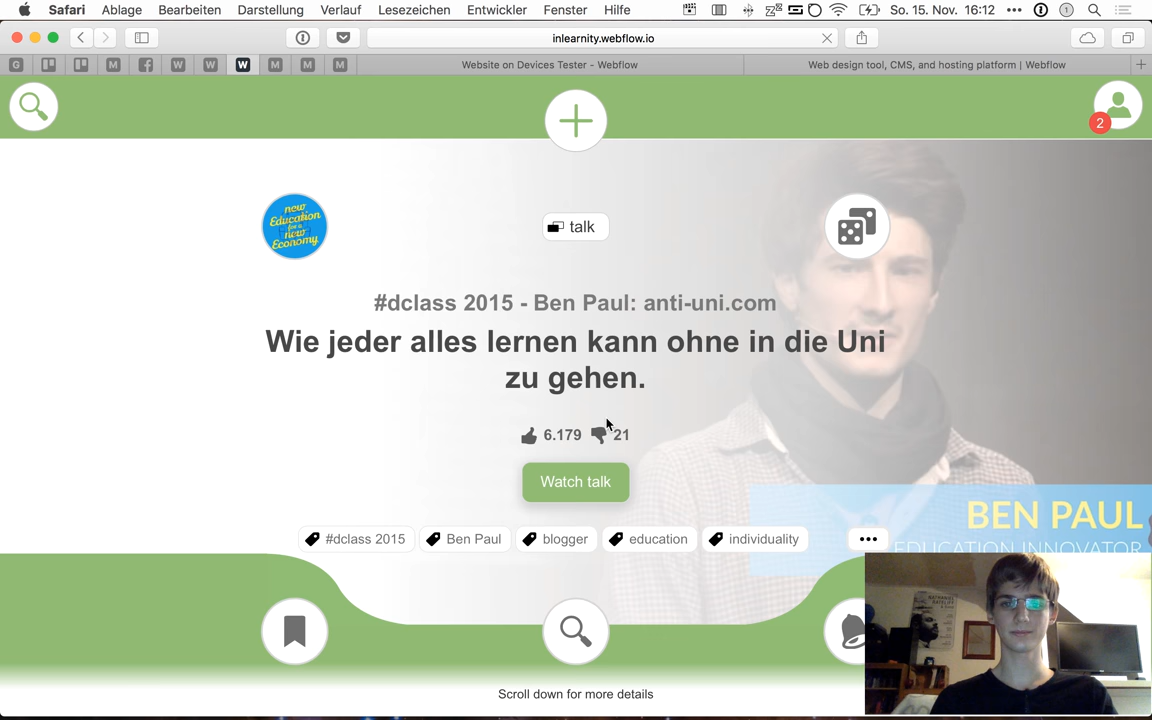 Safari Ablage Bearbeiten Darstellung Verlauf Lesezeichen Entwickler Fenster Hilfe So. 15. Nov. 16:12
inlearnity.webflow.io
Website on Devices Tester - Webflow
Web design tool, CMS, and hosting platform | Webflow
2
new
Education
for a
new
Economy
talk
#dclass 2015 - Ben Paul: anti-uni.com
Wie jeder alles lernen kann ohne in die Uni
zu gehen.
6.179 21
Watch talk
BEN PAUL
EDUCATION INNOVATOR
#dclass 2015 Ben Paul blogger education individuality
Scroll down for more details